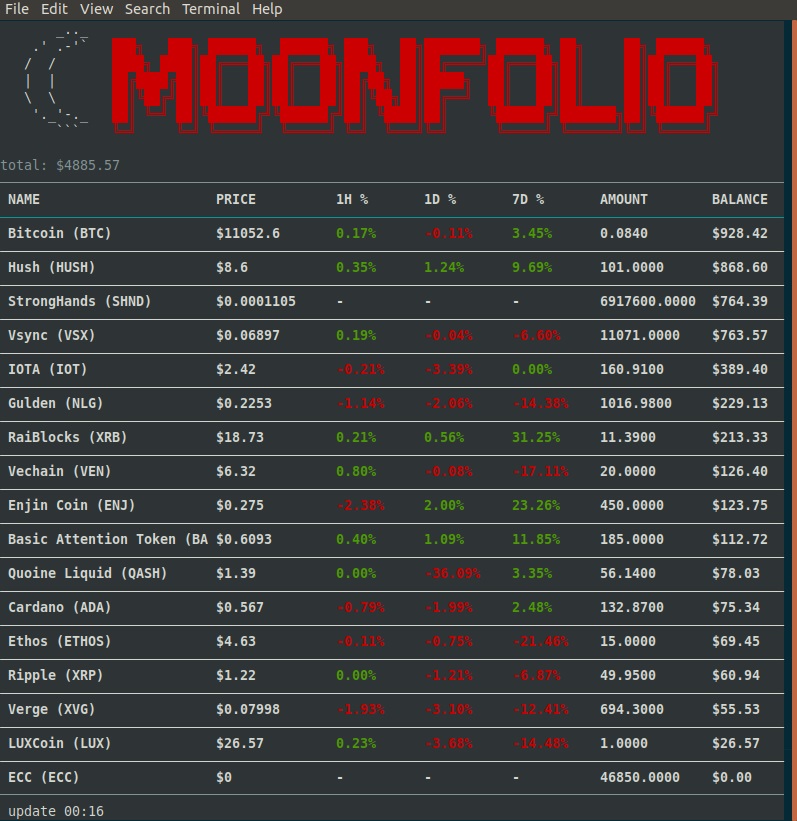 File Edit View Search Terminal Help
MOONFOLIO
total: $4885.57
NAME PRICE 1H % 1D % 7D % AMOUNT BALANCE
Bitcoin (BTC) $11052.6 0.17% -0.11% 3.45% 0.0840 $928.42
Hush (HUSH) $8.6 0.35% 1.24% 9.69% 101.0000 $868.60
StrongHands (SHND) $0.0001105 - - - 6917600.0000 $764.39
Vsync (VSX) $0.06897 0.19% -0.04% -6.60% 11071.0000 $763.57
IOTA (IOT) $2.42 -0.21% -3.39% 0.00% 160.9100 $389.40
Gulden (NLG) $0.2253 -1.14% -2.06% -14.38% 1016.9800 $229.13
RaiBlocks (XRB) $18.73 0.21% 0.56% 31.25% 11.3900 $213.33
Vechain (VEN) $6.32 0.80% -0.08% -17.11% 20.0000 $126.40
Enjin Coin (ENJ) $0.275 -2.38% 2.00% 23.26% 450.0000 $123.75
Basic Attention Token (BA $0.6093 0.40% 1.09% 11.85% 185.0000 $112.72
Quoine Liquid (QASH) $1.39 0.00% -36.09% 3.35% 56.1400 $78.03
Cardano (ADA) $0.567 -0.79% -1.99% 2.48% 132.8700 $75.34
Ethos (ETHOS) $4.63 -0.11% -0.75% -21.46% 15.0000 $69.45
Ripple (XRP) $1.22 0.00% -1.21% -6.87% 49.9500 $60.94
Verge (XVG) $0.07998 -1.93% -3.10% -12.41% 694.3000 $55.53
LUXCoin (LUX) $26.57 0.23% -3.68% -14.48% 1.0000 $26.57
ECC (ECC) $0 - - - 46850.0000 $0.00
update 00:16